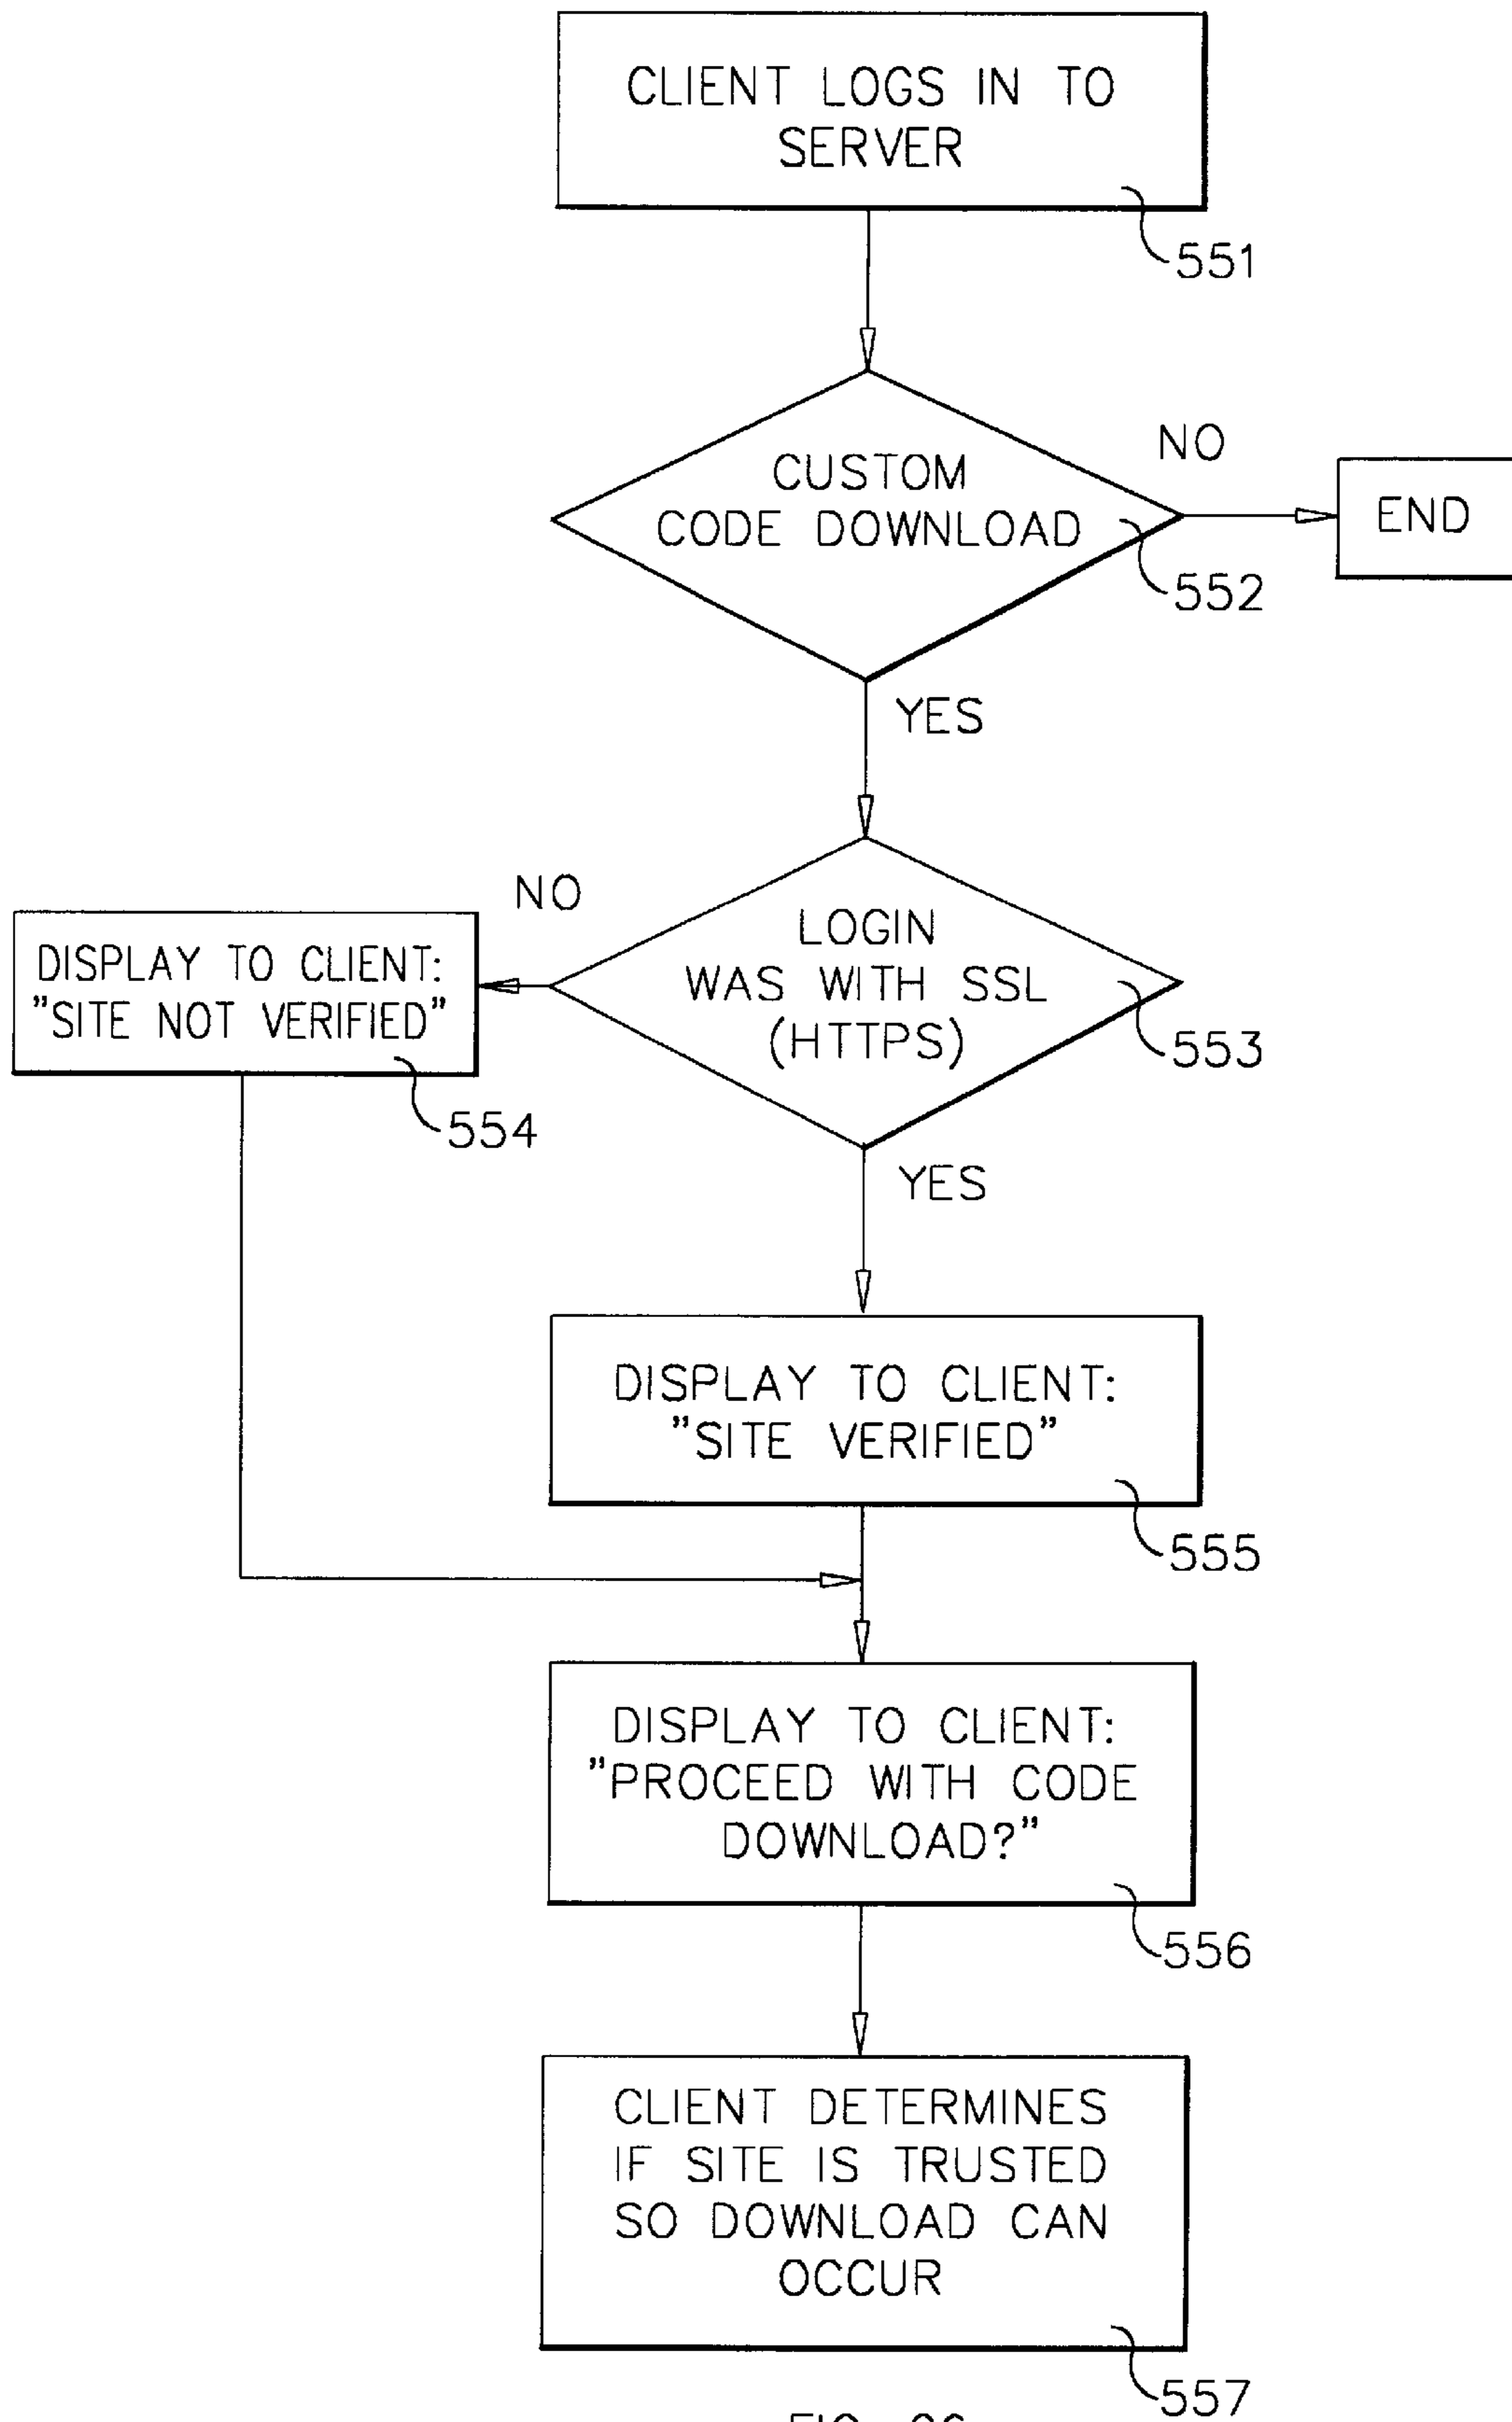 CLIENT LOGS IN TO
SERVER
551
CUSTOM
CODE DOWNLOAD
552
NO
END
YES
LOGIN
WAS WITH SSL
(HTTPS)
553
NO
DISPLAY TO CLIENT:
"SITE NOT VERIFIED"
554
YES
DISPLAY TO CLIENT:
"SITE VERIFIED"
555
DISPLAY TO CLIENT:
"PROCEED WITH CODE
DOWNLOAD?"
556
CLIENT DETERMINES
IF SITE IS TRUSTED
SO DOWNLOAD CAN
OCCUR
557